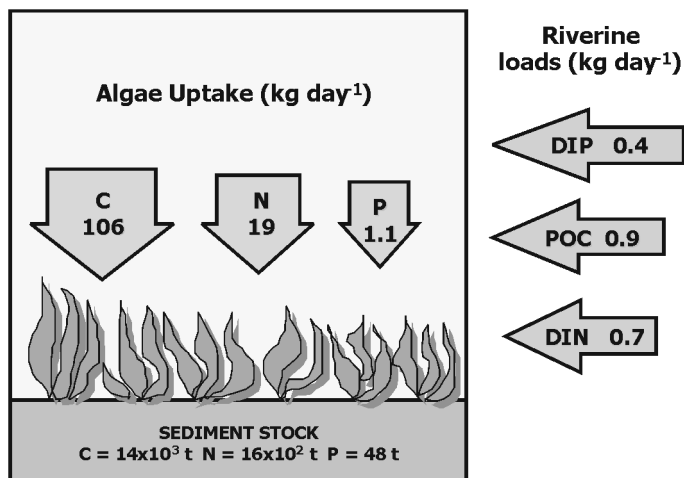 Algae Uptake (kg day⁻¹)
C
106
N
19
P
1.1
SEDIMENT STOCK
C = 14x10³ t N = 16x10² t P = 48 t
Riverine
loads (kg day⁻¹)
DIP 0.4
POC 0.9
DIN 0.7